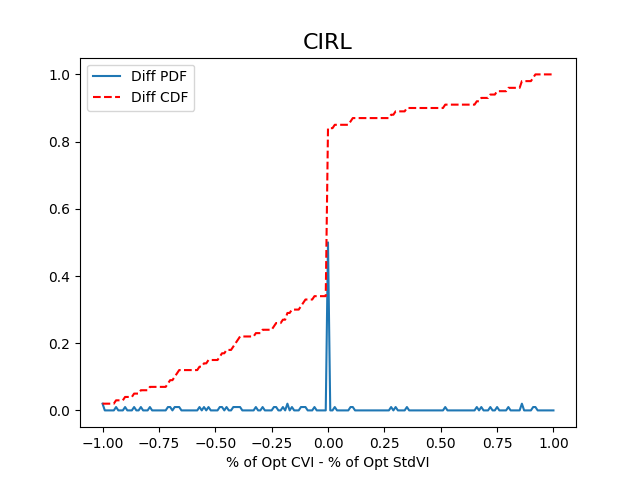 CIRL
Diff PDF
Diff CDF
1.0
0.8
0.6
0.4
0.2
0.0
−1.00 −0.75 −0.50 −0.25 0.00 0.25 0.50 0.75 1.00
% of Opt CVI - % of Opt StdVI